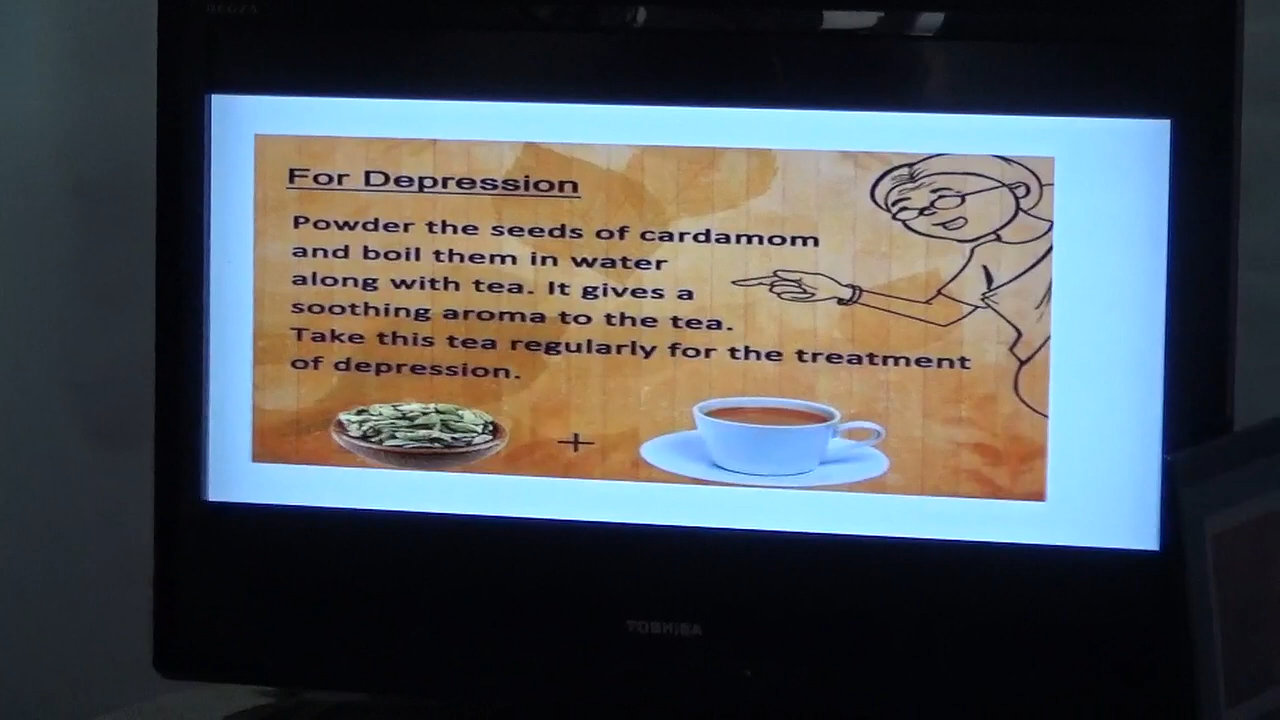 For Depression
Powder the seeds of cardamom
and boil them in water
along with tea. It gives a
soothing aroma to the tea.
Take this tea regularly for the treatment
of depression.
+
TOSHIBA